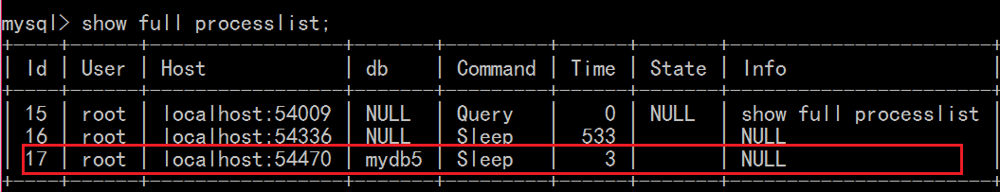 mysql> show full processlist;
+----+------+-----------------+-------+---------+------+-------+-----------------------+
| Id | User | Host            | db    | Command | Time | State | Info                  |
+----+------+-----------------+-------+---------+------+-------+-----------------------+
| 15 | root | localhost:54009 | NULL  | Query   |    0 | NULL  | show full processlist |
| 16 | root | localhost:54336 | NULL  | Sleep   |  533 |       | NULL                  |
| 17 | root | localhost:54470 | mydb5 | Sleep   |    3 |       | NULL                  |
+----+------+-----------------+-------+---------+------+-------+-----------------------+